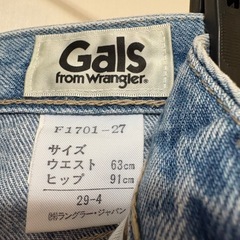 Gals
from Wrangler®
F1701-27
サイズ
ウエスト 63cm
ヒップ 91cm
29-4
㈱ラングラー・ジャパン